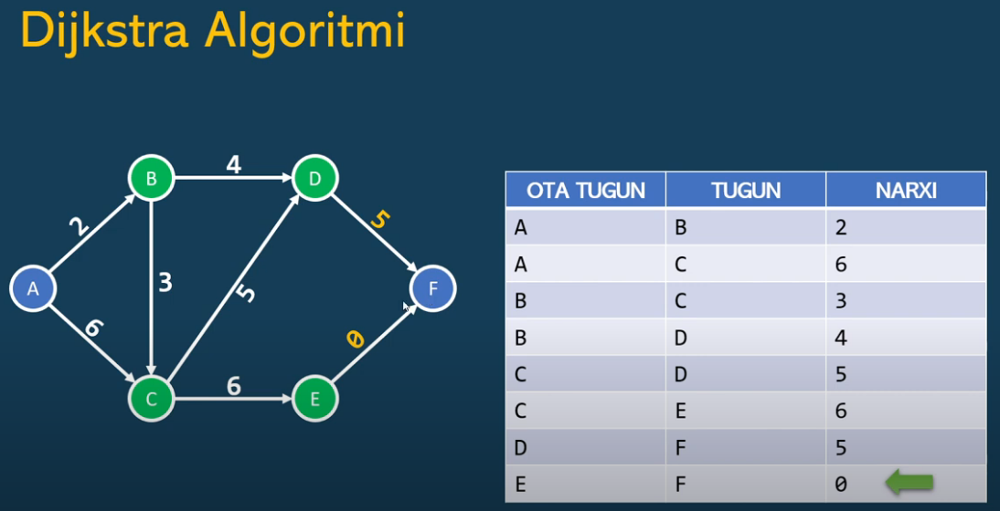 Dijkstra Algoritmi
B
4
D
2
5
A
3
5
F
6
0
C
6
E
OTA TUGUN TUGUN NARXI
A B 2
A C 6
B C 3
B D 4
C D 5
C E 6
D F 5
E F 0